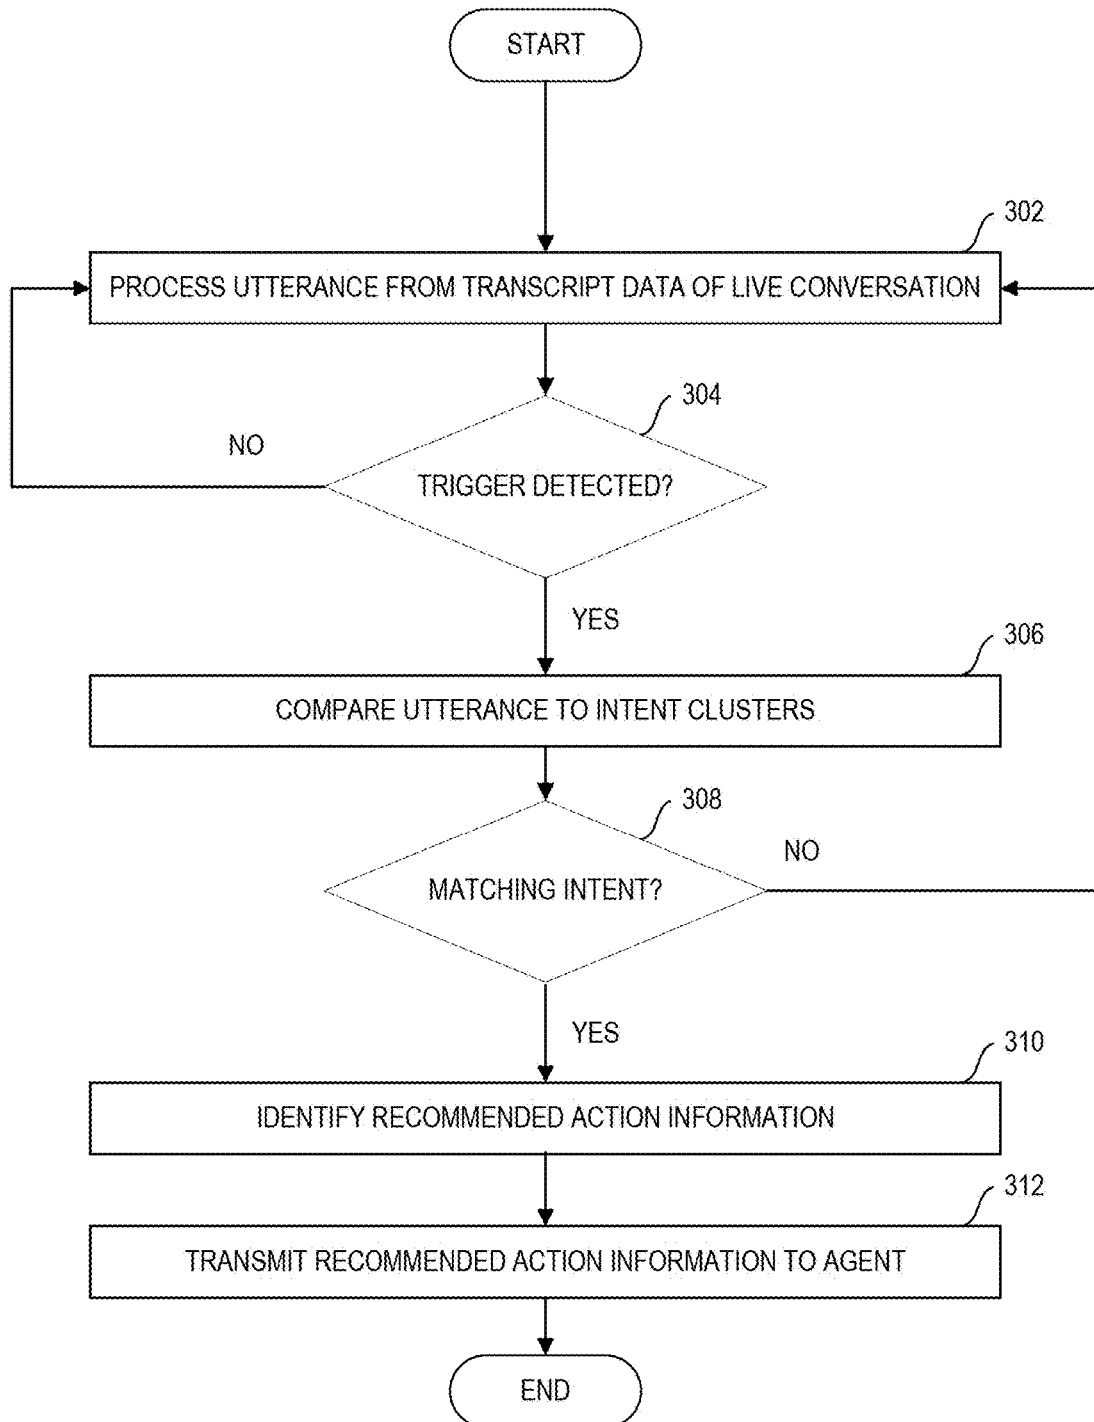 START
302
PROCESS UTTERANCE FROM TRANSCRIPT DATA OF LIVE CONVERSATION
304
NO
TRIGGER DETECTED?
YES
306
COMPARE UTTERANCE TO INTENT CLUSTERS
308
NO
MATCHING INTENT?
YES
310
IDENTIFY RECOMMENDED ACTION INFORMATION
312
TRANSMIT RECOMMENDED ACTION INFORMATION TO AGENT
END